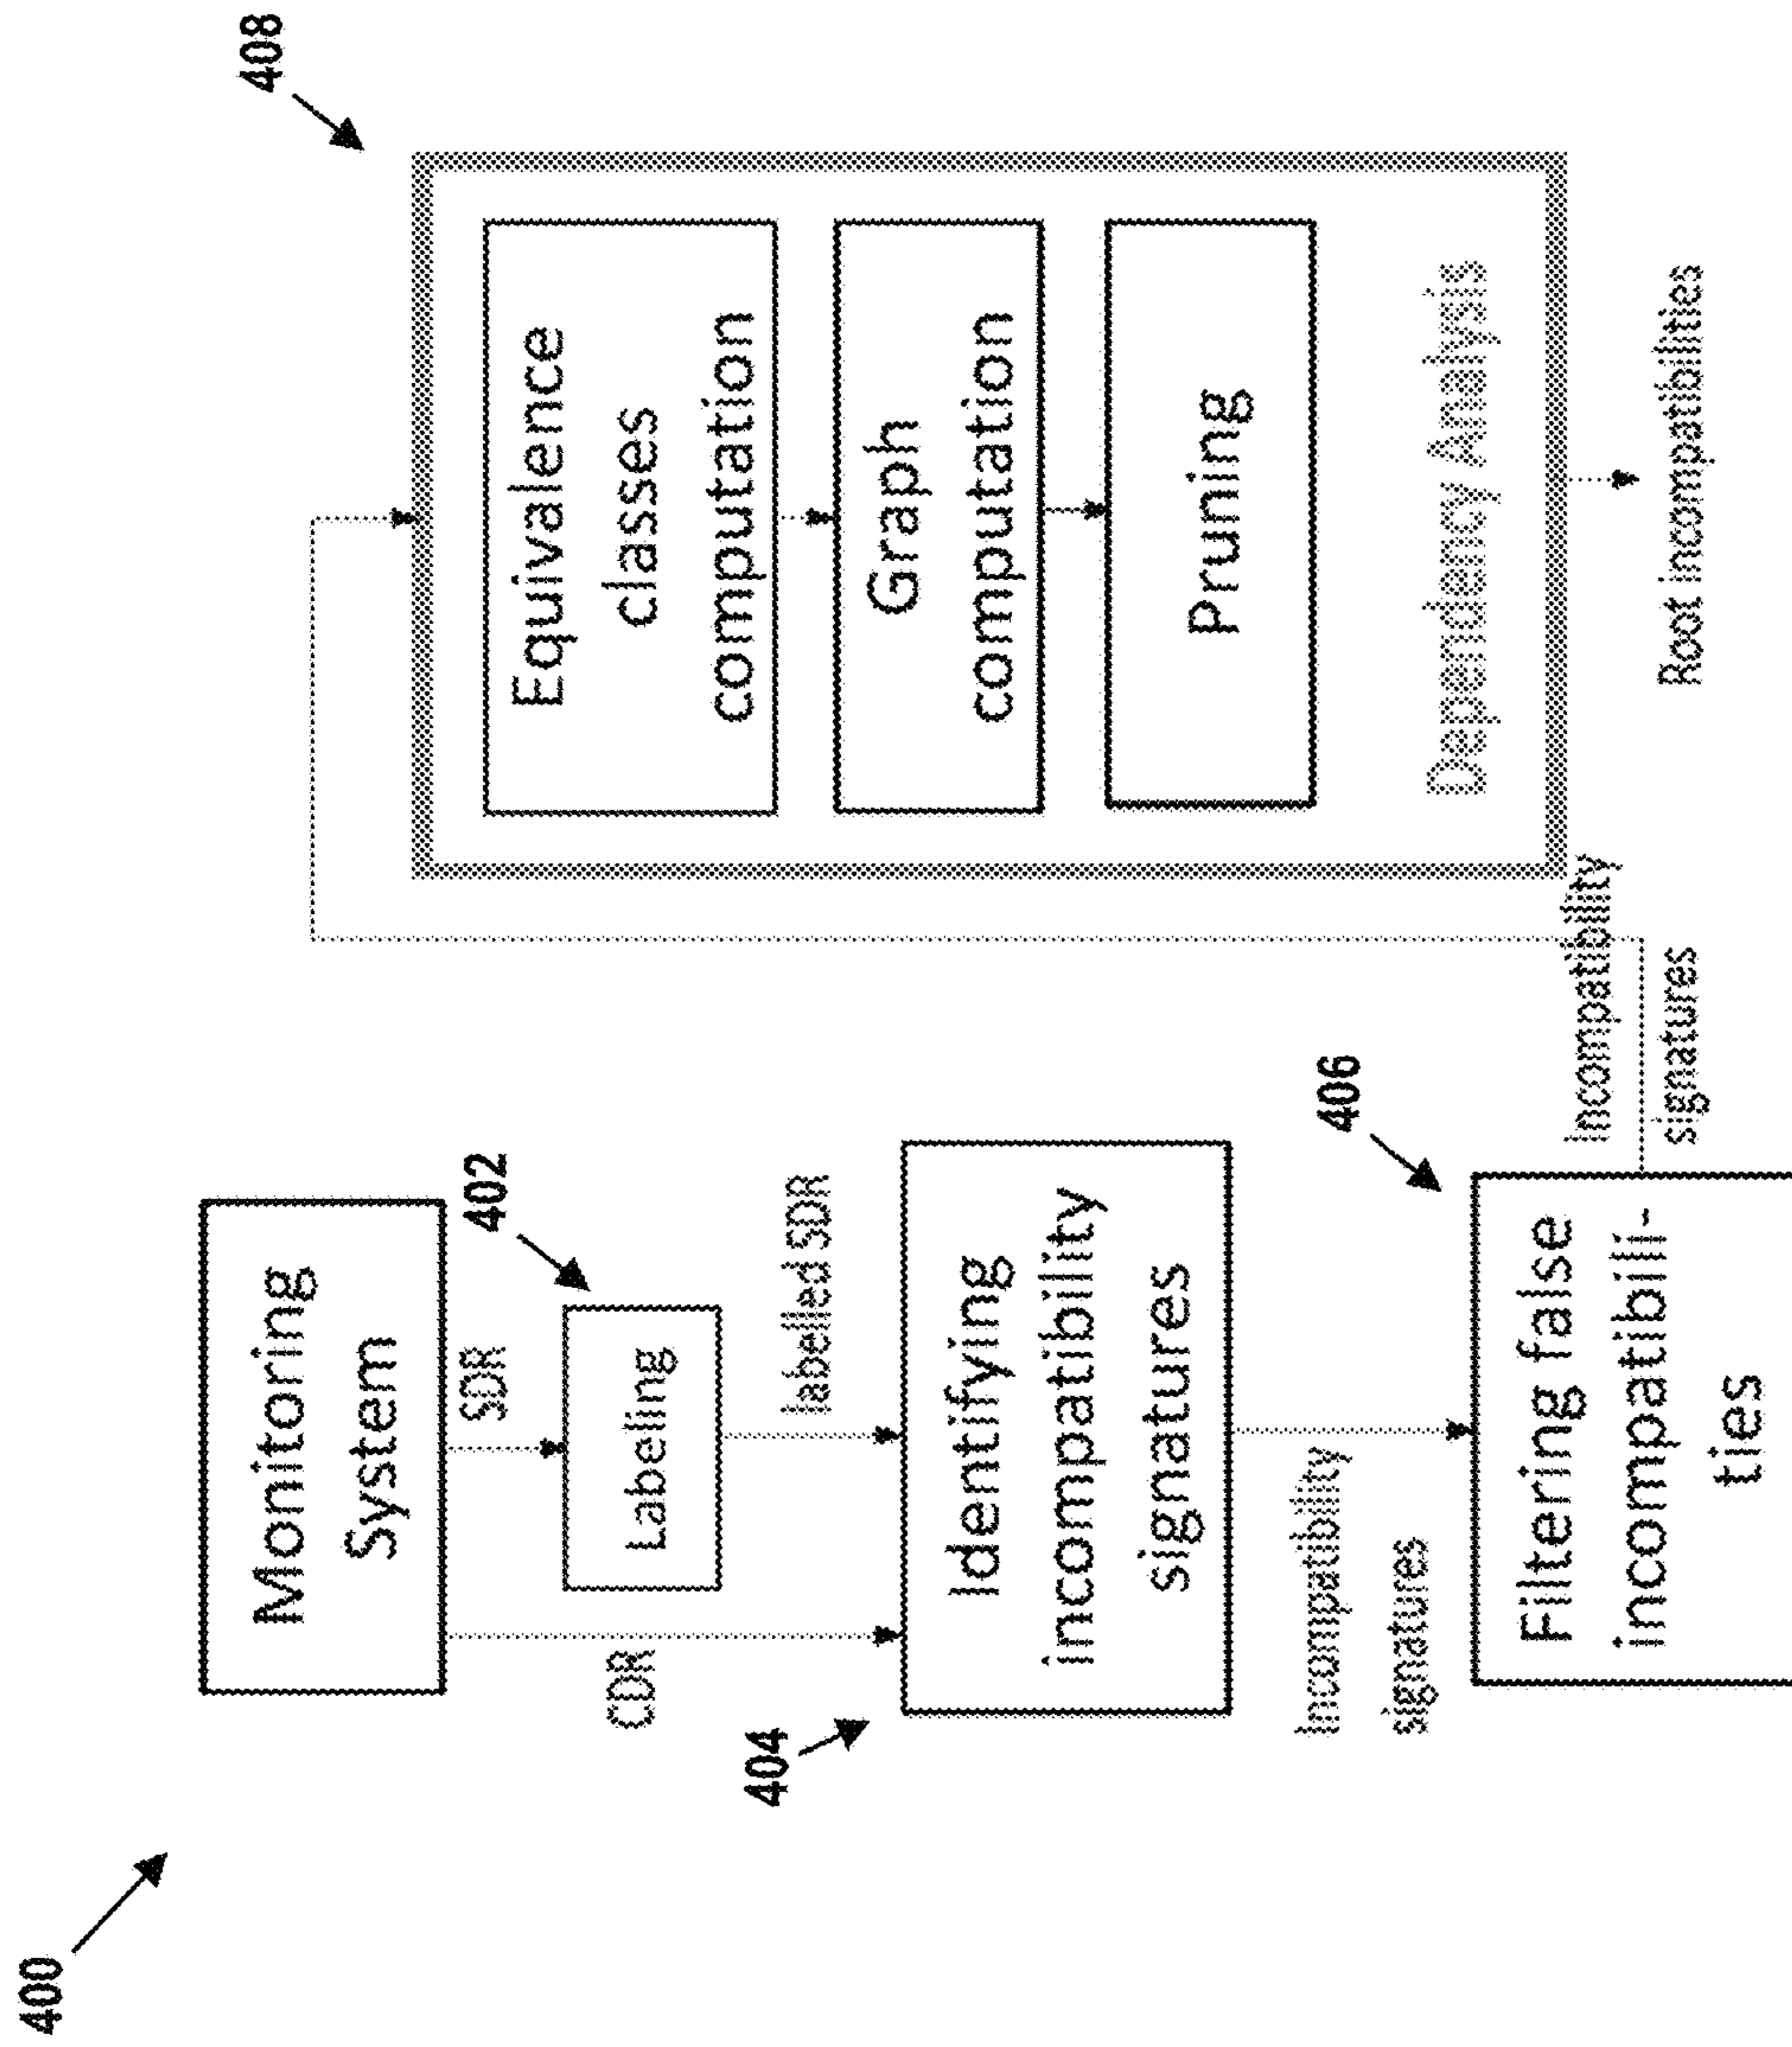 400
Monitoring
System
SDR
402
Labeling
CDR
labelled SDR
404
Identifying
incompatibility
signatures
Incompatibility
signatures
406
Filtering false
incompatibili-
ties
Incompatibility
signatures
408
Equivalence
classes
computation
Graph
computation
Pruning
Dependency Analysis
Root incompatibilities